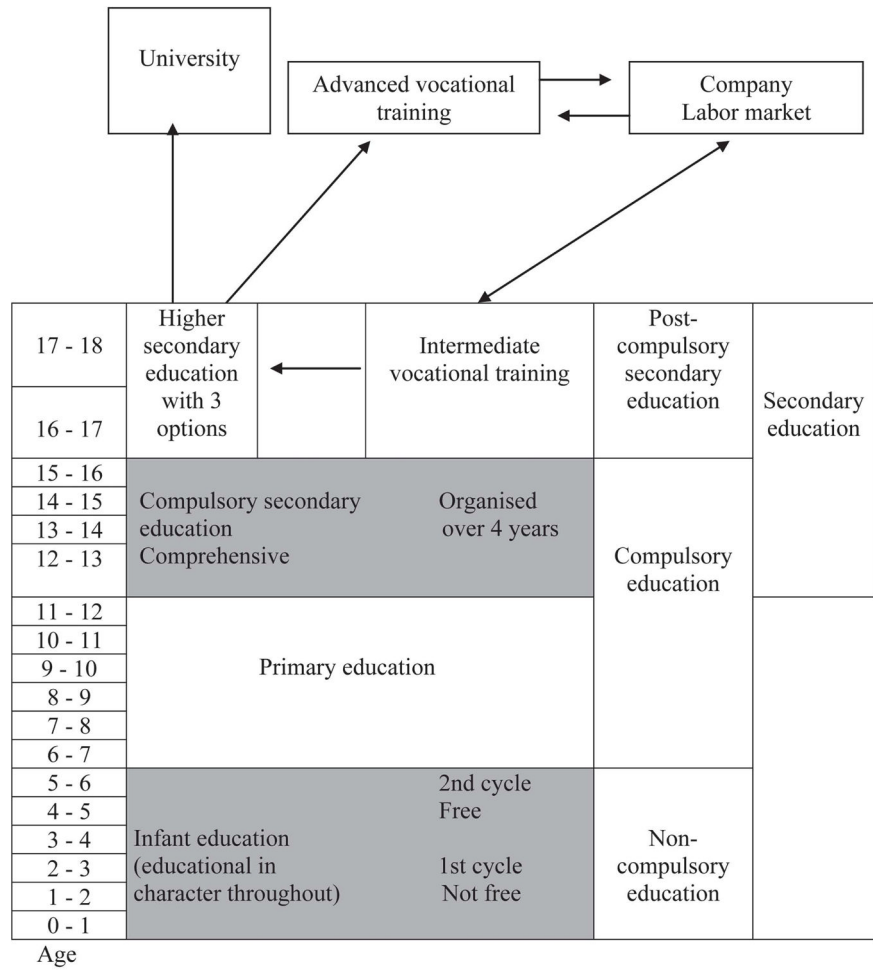 University
Advanced vocational
training
Company
Labor market
17 - 18
16 - 17
Higher
secondary
education
with 3
options
Intermediate
vocational training
Post-
compulsory
secondary
education
Secondary
education
15 - 16
14 - 15
13 - 14
12 - 13
Compulsory secondary
education
Comprehensive
Organised
over 4 years
Compulsory
education
11 - 12
10 - 11
9 - 10
8 - 9
7 - 8
6 - 7
Primary education
5 - 6
4 - 5
3 - 4
2 - 3
1 - 2
0 - 1
Infant education
(educational in
character throughout)
2nd cycle
Free
1st cycle
Not free
Non-
compulsory
education
Age